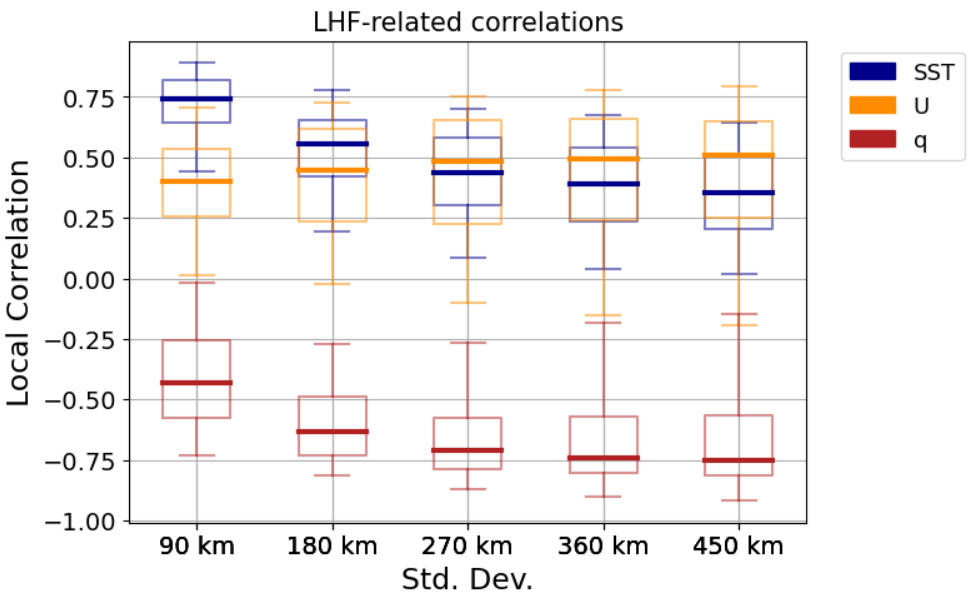 LHF-related correlations
SST
U
q
Local Correlation
0.75
0.50
0.25
0.00
−0.25
−0.50
−0.75
−1.00
90 km 180 km 270 km 360 km 450 km
Std. Dev.